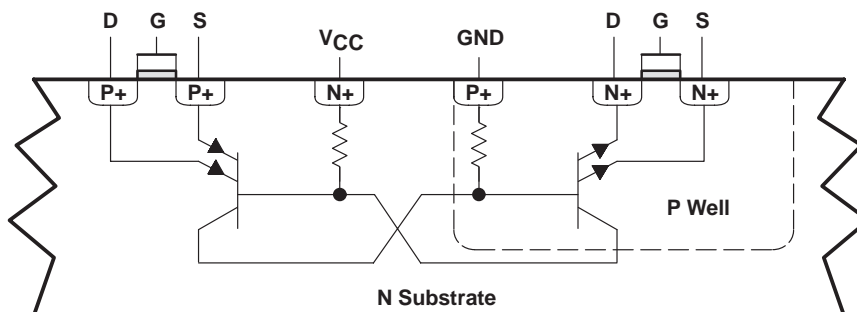 D G S VCC GND D G S
P+ P+ N+ P+ N+ N+
P Well
N Substrate